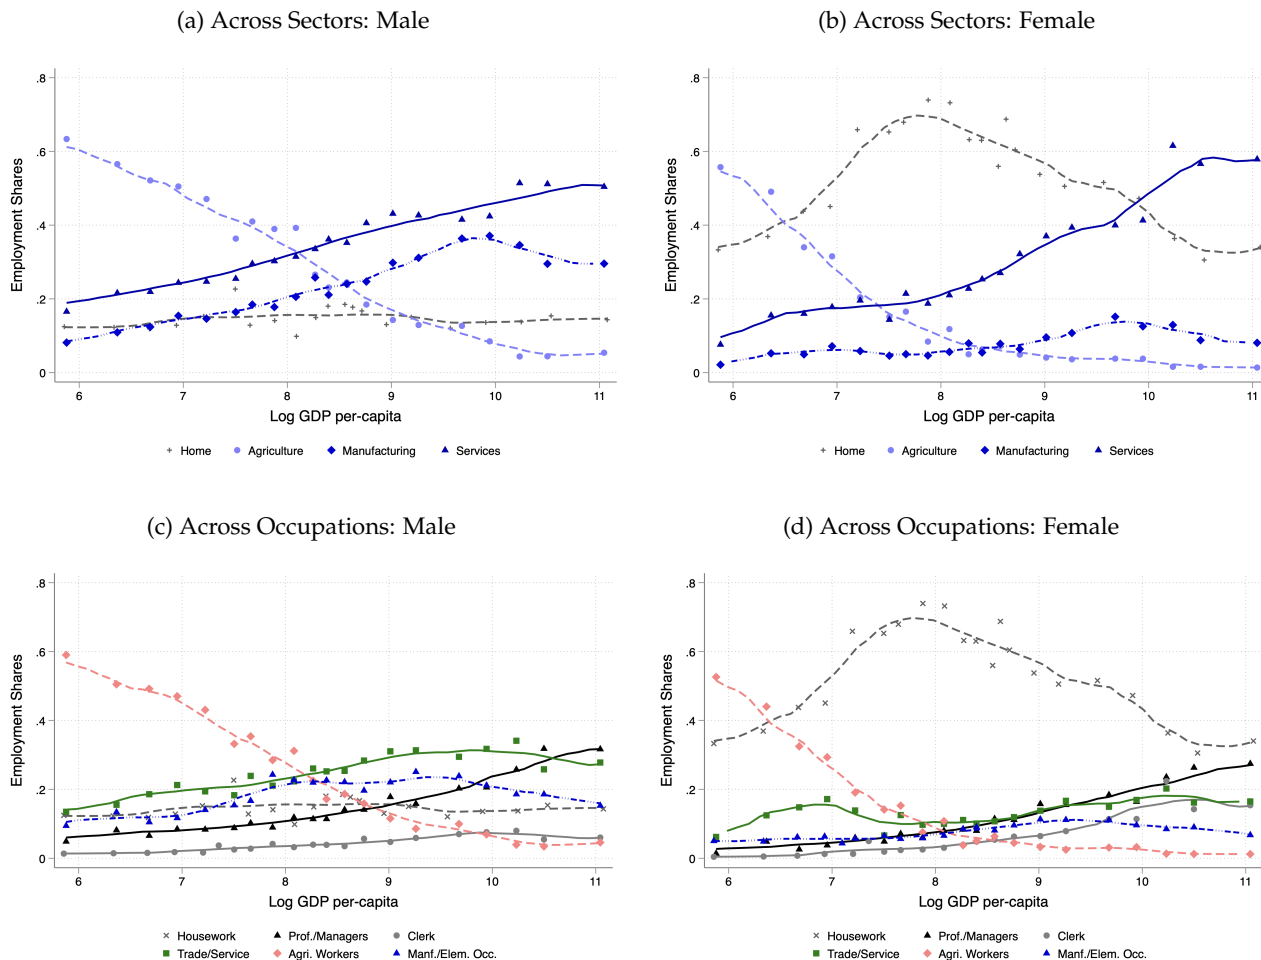 (a) Across Sectors: Male
Employment Shares
.8
.6
.4
.2
0
6 7 8 9 10 11
Log GDP per-capita
Home Agriculture Manufacturing Services
(b) Across Sectors: Female
Employment Shares
.8
.6
.4
.2
0
6 7 8 9 10 11
Log GDP per-capita
Home Agriculture Manufacturing Services
(c) Across Occupations: Male
Employment Shares
.8
.6
.4
.2
0
6 7 8 9 10 11
Log GDP per-capita
Housework Prof./Managers Clerk
Trade/Service Agri. Workers Manf./Elem. Occ.
(d) Across Occupations: Female
Employment Shares
.8
.6
.4
.2
0
6 7 8 9 10 11
Log GDP per-capita
Housework Prof./Managers Clerk
Trade/Service Agri. Workers Manf./Elem. Occ.